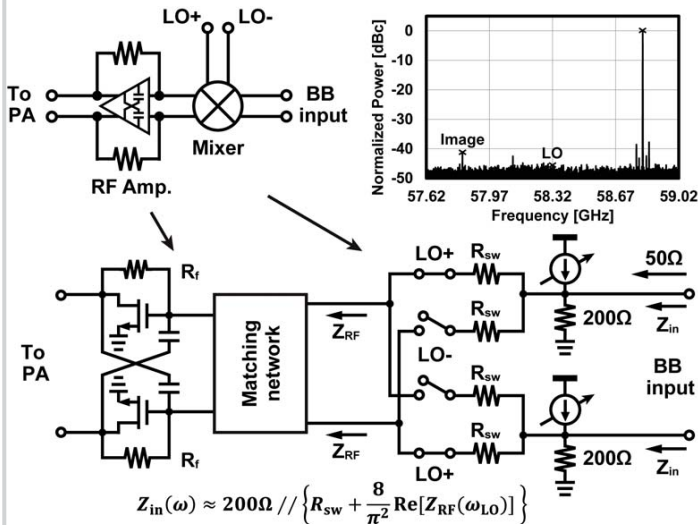 LO+ LO-
To
PA
BB
input
Mixer
RF Amp.
Normalized Power [dBc]
0
-10
-20
-30
-40
-50
Image
LO
57.62 57.97 58.32 58.67 59.02
Frequency [GHz]
Rf
To
PA
Rf
Matching
network
ZRF
ZRF
LO+
LO-
LO+
Rsw
Rsw
Rsw
Rsw
50Ω
Zin
200Ω
BB
input
200Ω
Zin
Zin(ω) ≈ 200Ω // {Rsw + 8/π² Re[ZRF(ωLO)]}